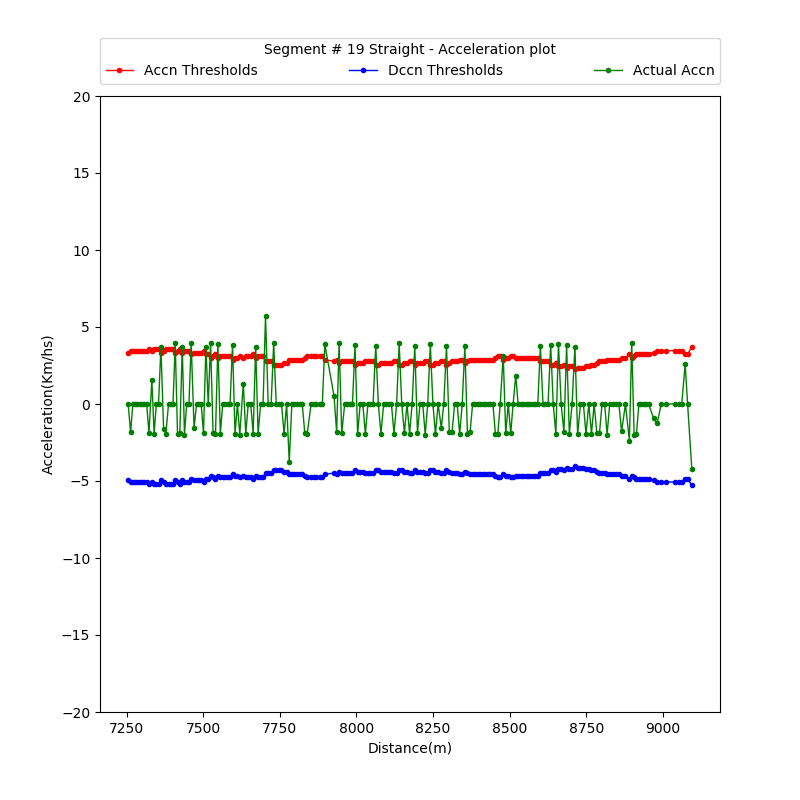 Segment # 19 Straight - Acceleration plot
Accn Thresholds Dccn Thresholds Actual Accn
20
15
10
5
0
−5
−10
−15
−20
Acceleration(Km/hs)
7250 7500 7750 8000 8250 8500 8750 9000
Distance(m)